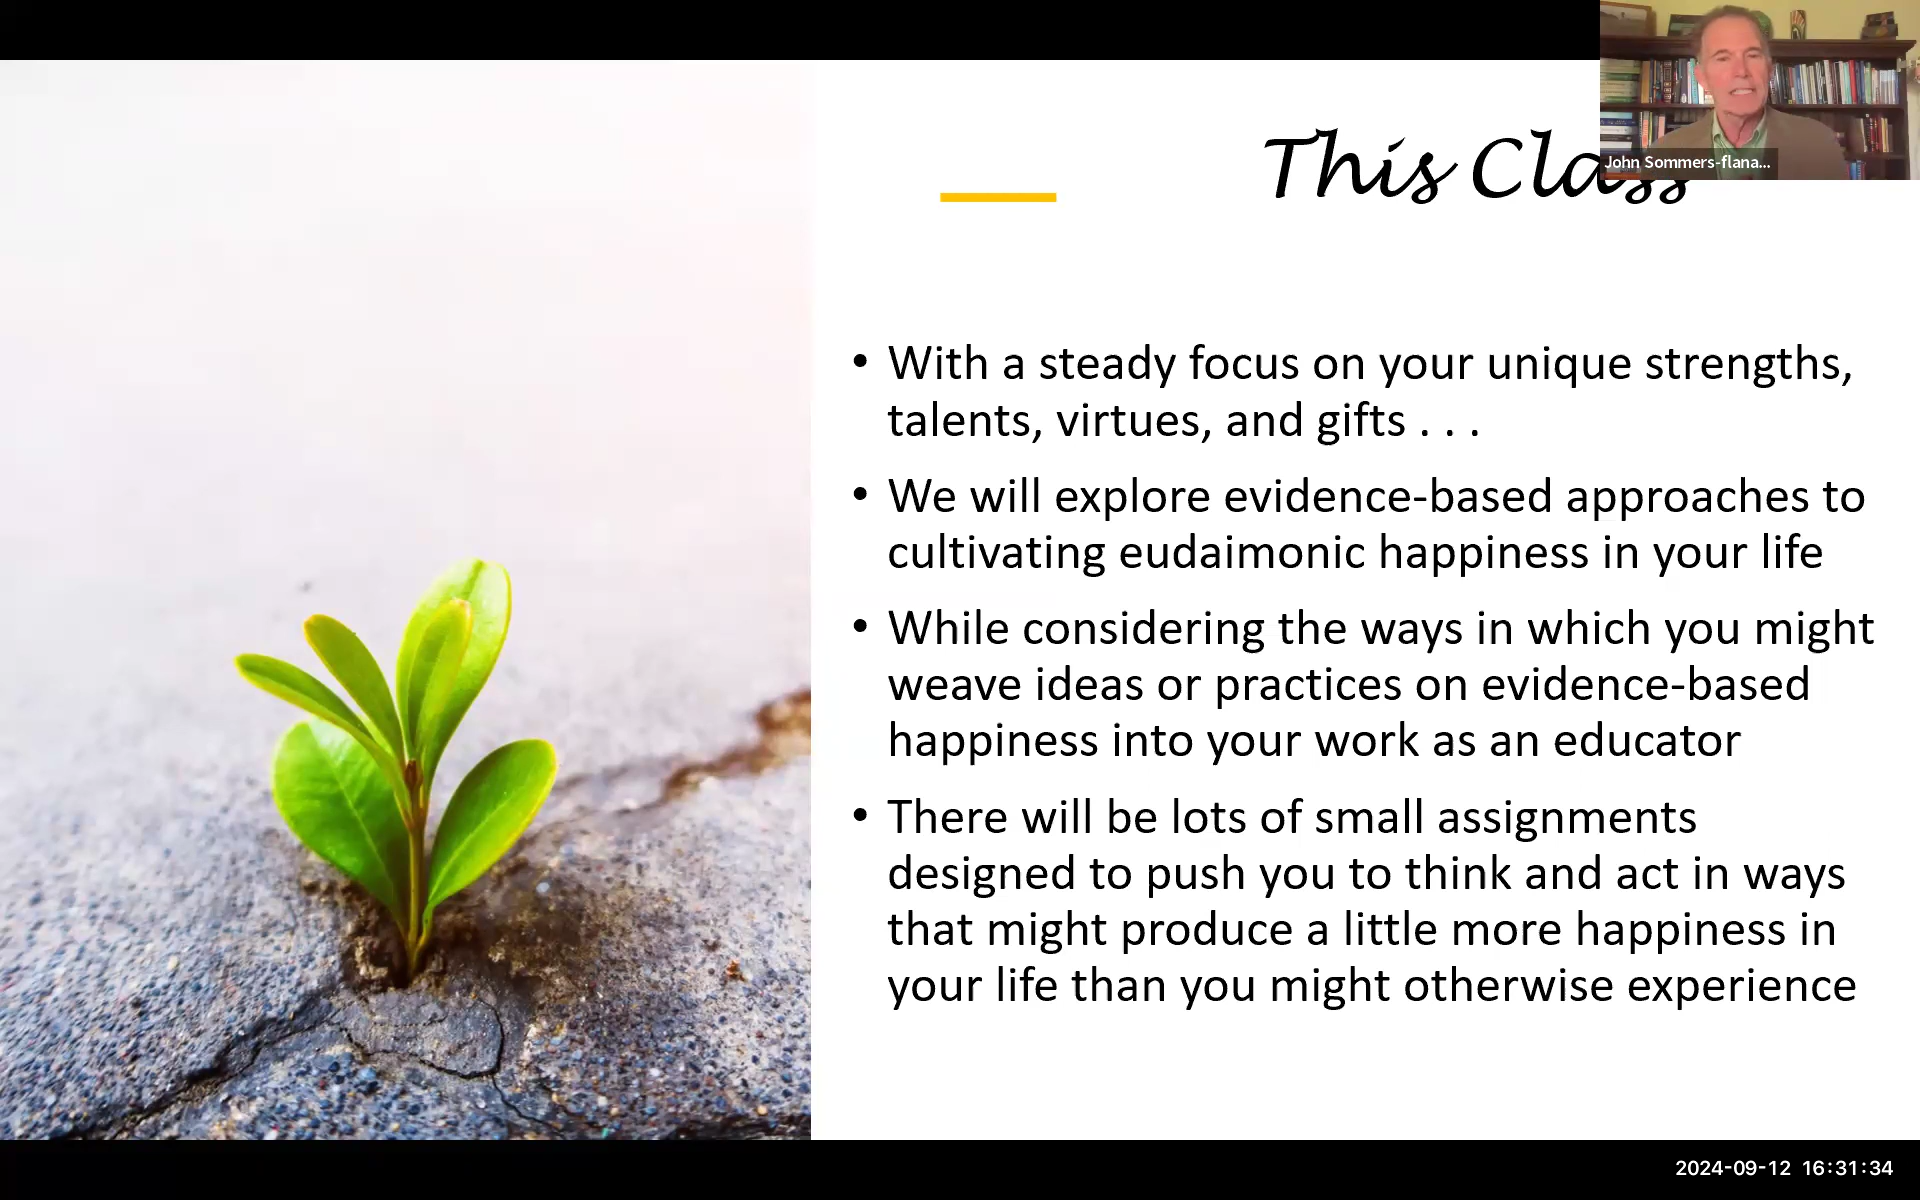 This Class
John Sommers-flana...
• With a steady focus on your unique strengths,
talents, virtues, and gifts . . .
• We will explore evidence-based approaches to
cultivating eudaimonic happiness in your life
• While considering the ways in which you might
weave ideas or practices on evidence-based
happiness into your work as an educator
• There will be lots of small assignments
designed to push you to think and act in ways
that might produce a little more happiness in
your life than you might otherwise experience
2024-09-12 16:31:34